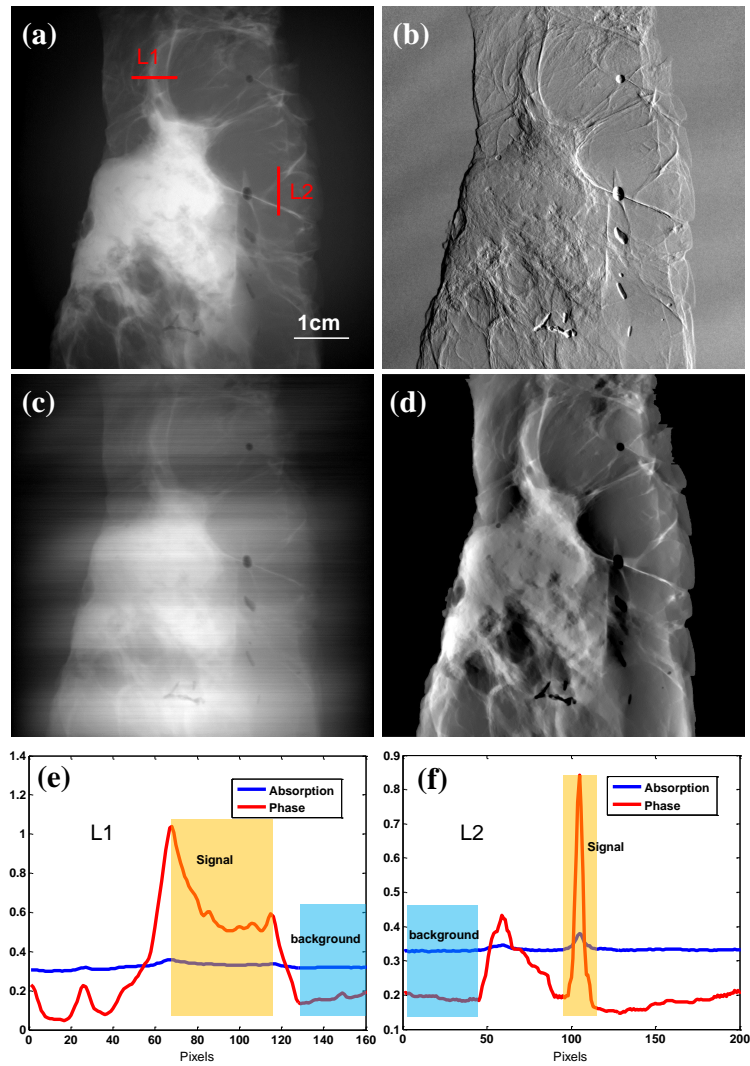 (a)
L1
L2
1cm
(b)
(c)
(d)
(e)
1.4
1.2
1
0.8
0.6
0.4
0.2
0
Absorption
Phase
L1
Signal
background
0 20 40 60 80 100 120 140 160
Pixels
(f)
0.9
0.8
0.7
0.6
0.5
0.4
0.3
0.2
0.1
Absorption
Phase
L2
Signal
background
0 50 100 150 200
Pixels